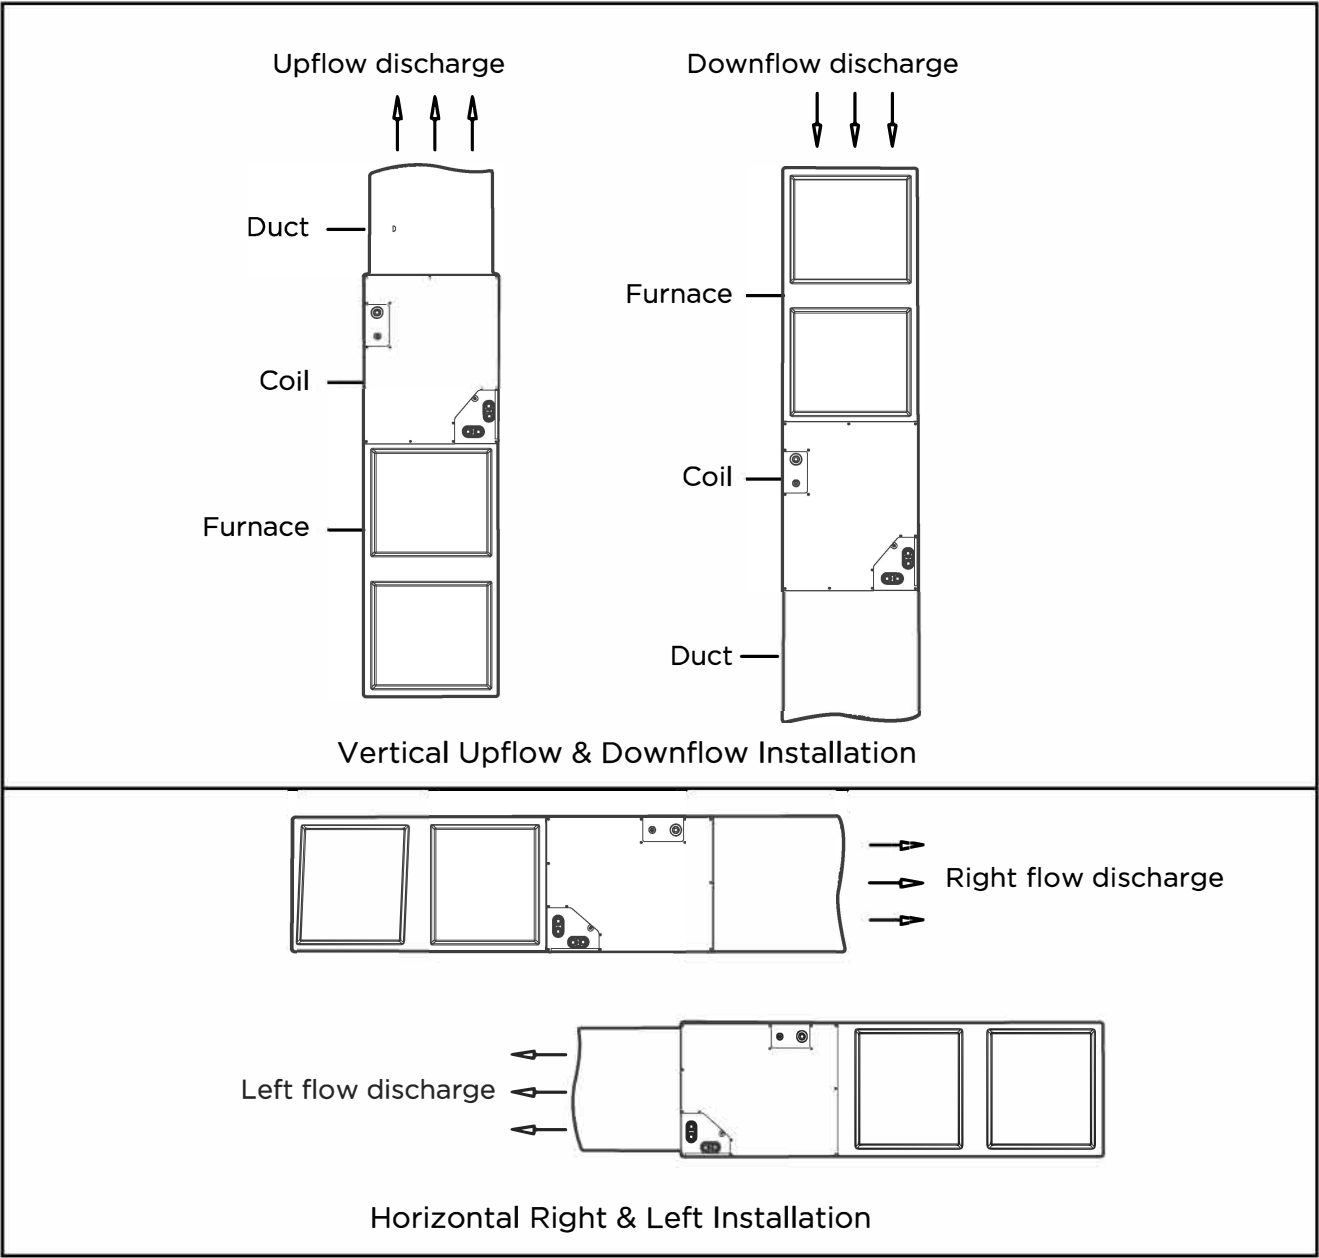 Upflow discharge
Downflow discharge
Duct
Furnace
Coil
Coil
Furnace
Duct
Vertical Upflow & Downflow Installation
Right flow discharge
Left flow discharge
Horizontal Right & Left Installation